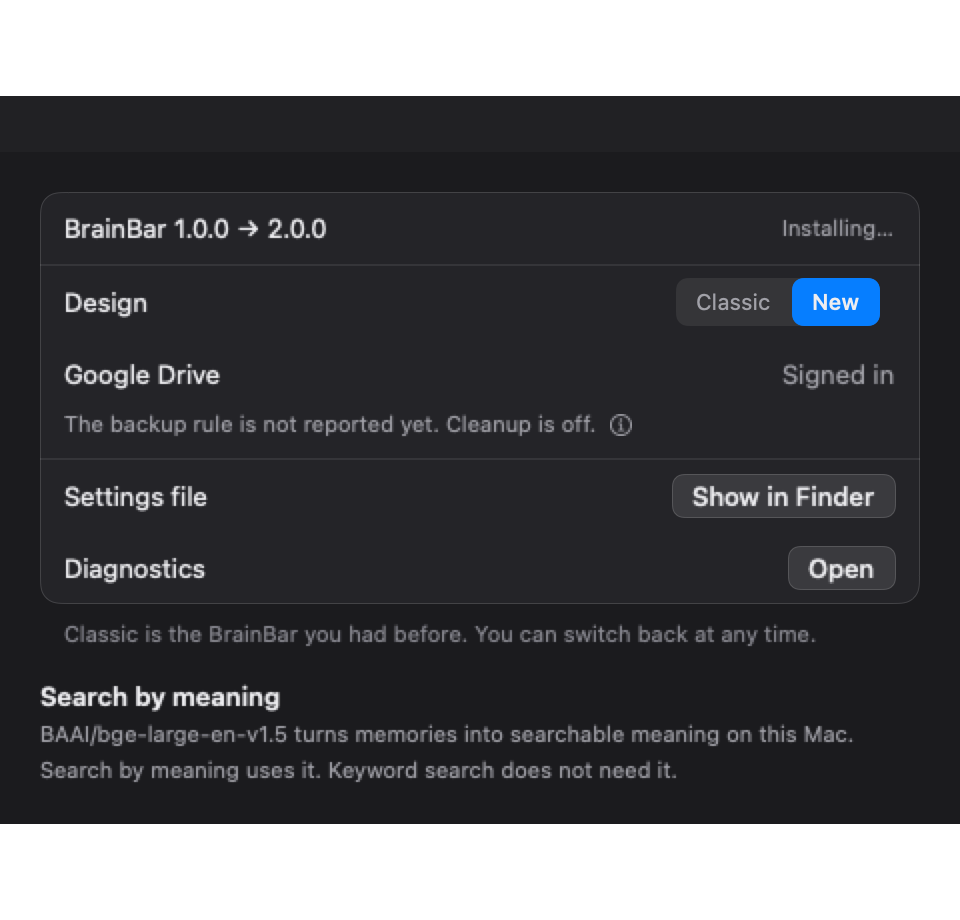 BrainBar 1.0.0 → 2.0.0 Installing...
Design Classic New
Google Drive Signed in
The backup rule is not reported yet. Cleanup is off. ⓘ
Settings file Show in Finder
Diagnostics Open
Classic is the BrainBar you had before. You can switch back at any time.
Search by meaning
BAAI/bge-large-en-v1.5 turns memories into searchable meaning on this Mac.
Search by meaning uses it. Keyword search does not need it.